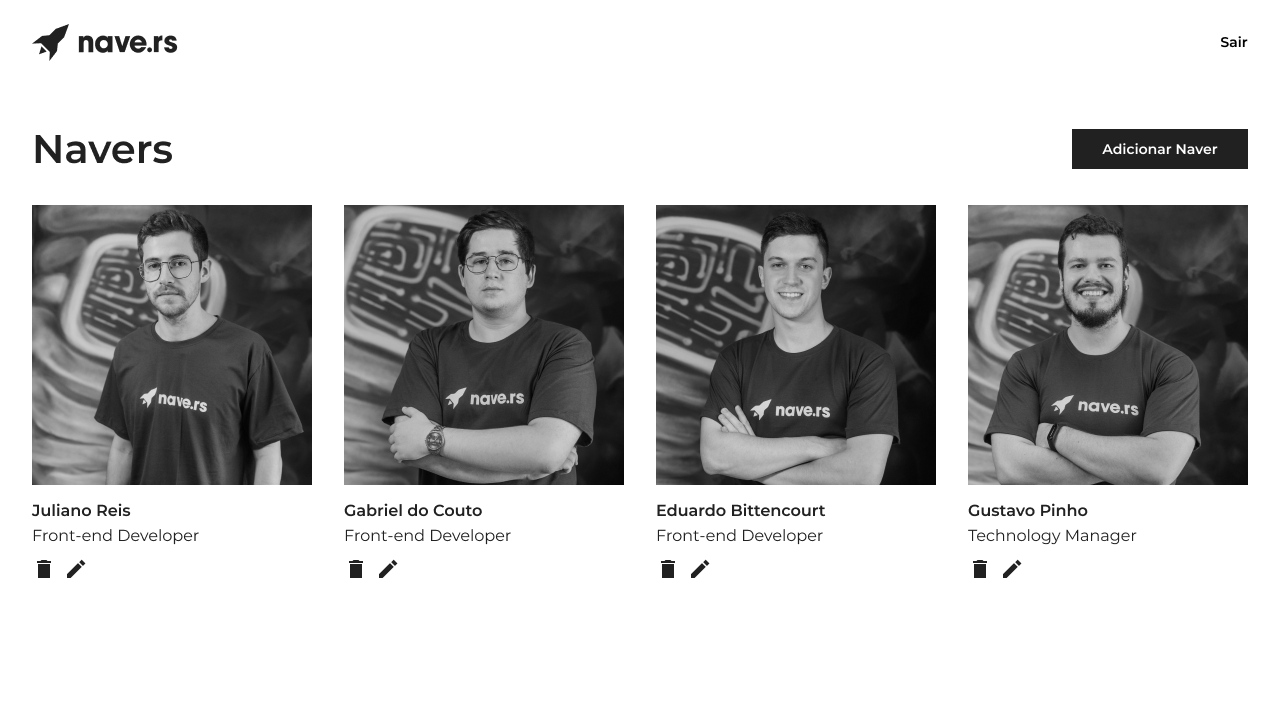 nave.rs
Sair
Navers
Adicionar Naver
nave.rs
nave.rs
nave.rs
nave.rs
Juliano Reis
Front-end Developer
Gabriel do Couto
Front-end Developer
Eduardo Bittencourt
Front-end Developer
Gustavo Pinho
Technology Manager